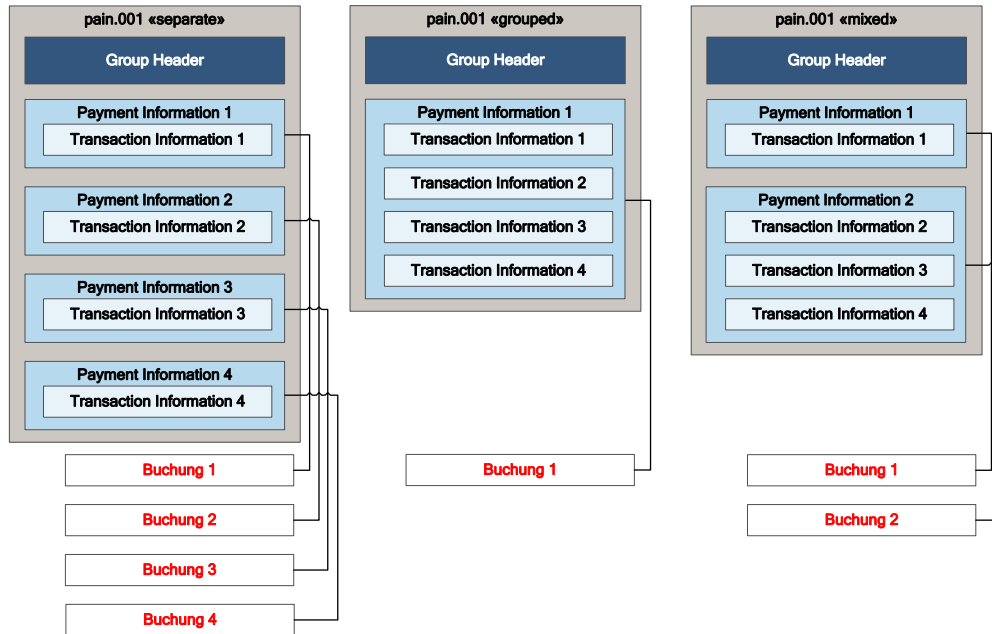 pain.001 «separate»
Group Header
Payment Information 1
Transaction Information 1
Payment Information 2
Transaction Information 2
Payment Information 3
Transaction Information 3
Payment Information 4
Transaction Information 4
Buchung 1
Buchung 2
Buchung 3
Buchung 4
pain.001 «grouped»
Group Header
Payment Information 1
Transaction Information 1
Transaction Information 2
Transaction Information 3
Transaction Information 4
Buchung 1
pain.001 «mixed»
Group Header
Payment Information 1
Transaction Information 1
Payment Information 2
Transaction Information 2
Transaction Information 3
Transaction Information 4
Buchung 1
Buchung 2